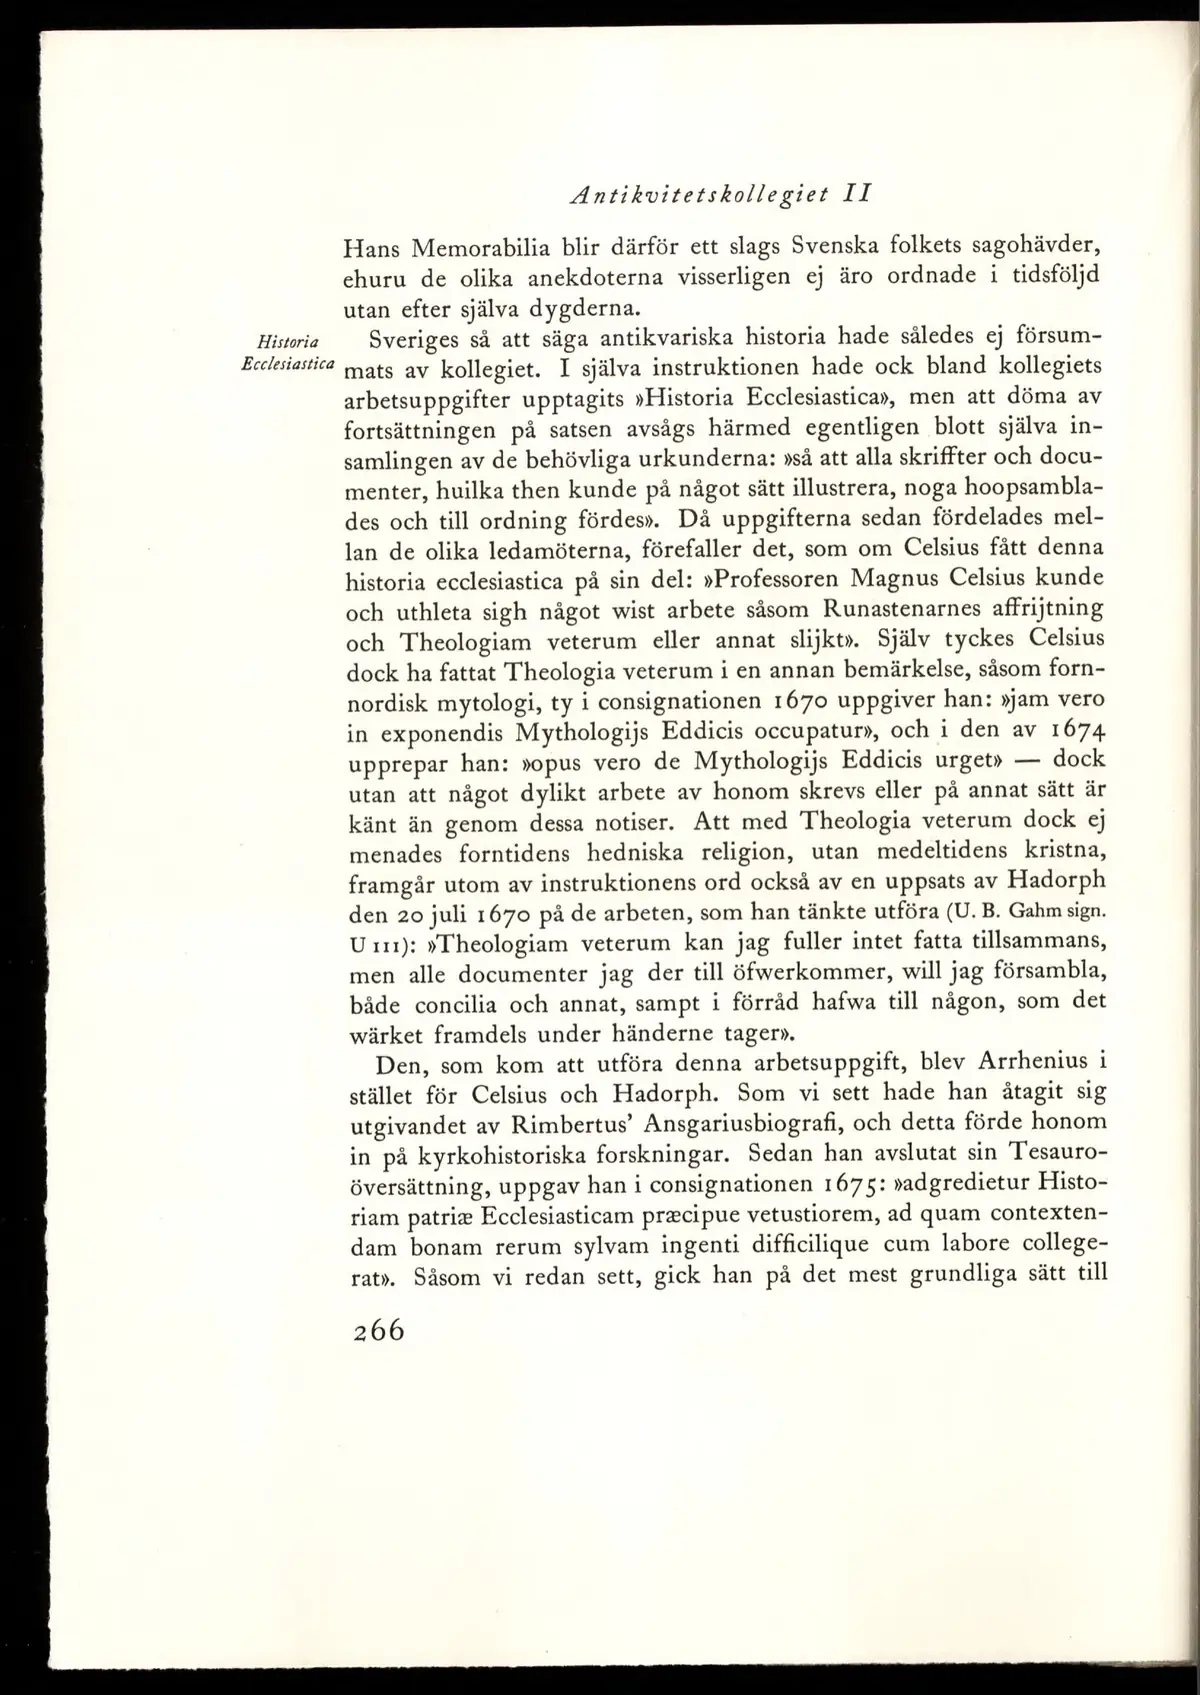 Antikvitetskollegiet II
Hans Memorabilia blir därför ett slags Svenska folkets sagohävder,
ehuru de olika anekdoterna visserligen ej äro ordnade i tidsföljd
utan efter själva dygderna.
Historia
Ecclesiastica
Sveriges så att säga antikvariska historia hade således ej försum-
mats av kollegiet. I själva instruktionen hade ock bland kollegiets
arbetsuppgifter upptagits »Historia Ecclesiastica», men att döma av
fortsättningen på satsen avsågs härmed egentligen blott själva in-
samlingen av de behövliga urkunderna: »så att alla skriffter och docu-
menter, huilka then kunde på något sätt illustrera, noga hoopsambla-
des och till ordning fördes». Då uppgifterna sedan fördelades mel-
lan de olika ledamöterna, förefaller det, som om Celsius fått denna
historia ecclesiastica på sin del: »Professoren Magnus Celsius kunde
och uthleta sigh något wist arbete såsom Runastenarnes affrijtning
och Theologiam veterum eller annat slijkt». Själv tyckes Celsius
dock ha fattat Theologia veterum i en annan bemärkelse, såsom forn-
nordisk mytologi, ty i consignationen 1670 uppgiver han: »jam vero
in exponendis Mythologijs Eddicis occupatur», och i den av 1674
upprepar han: »opus vero de Mythologijs Eddicis urget» — dock
utan att något dylikt arbete av honom skrevs eller på annat sätt är
känt än genom dessa notiser. Att med Theologia veterum dock ej
menades forntidens hedniska religion, utan medeltidens kristna,
framgår utom av instruktionens ord också av en uppsats av Hadorph
den 20 juli 1670 på de arbeten, som han tänkte utföra (U. B. Gahm sign.
U III): »Theologiam veterum kan jag fuller intet fatta tillsammans,
men alle documenter jag der till öfwerkommer, will jag försambla,
både concilia och annat, sampt i förråd hafwa till någon, som det
wärket framdels under händerne tager».
Den, som kom att utföra denna arbetsuppgift, blev Arrhenius i
stället för Celsius och Hadorph. Som vi sett hade han åtagit sig
utgivandet av Rimbertus’ Ansgariusbiografi, och detta förde honom
in på kyrkohistoriska forskningar. Sedan han avslutat sin Tesauro-
översättning, uppgav han i consignationen 1675: »adgredietur Histo-
riam patriæ Ecclesiasticam præcipue vetustiorem, ad quam contexten-
dam bonam rerum sylvam ingenti difficilique cum labore college-
rat». Såsom vi redan sett, gick han på det mest grundliga sätt till
266